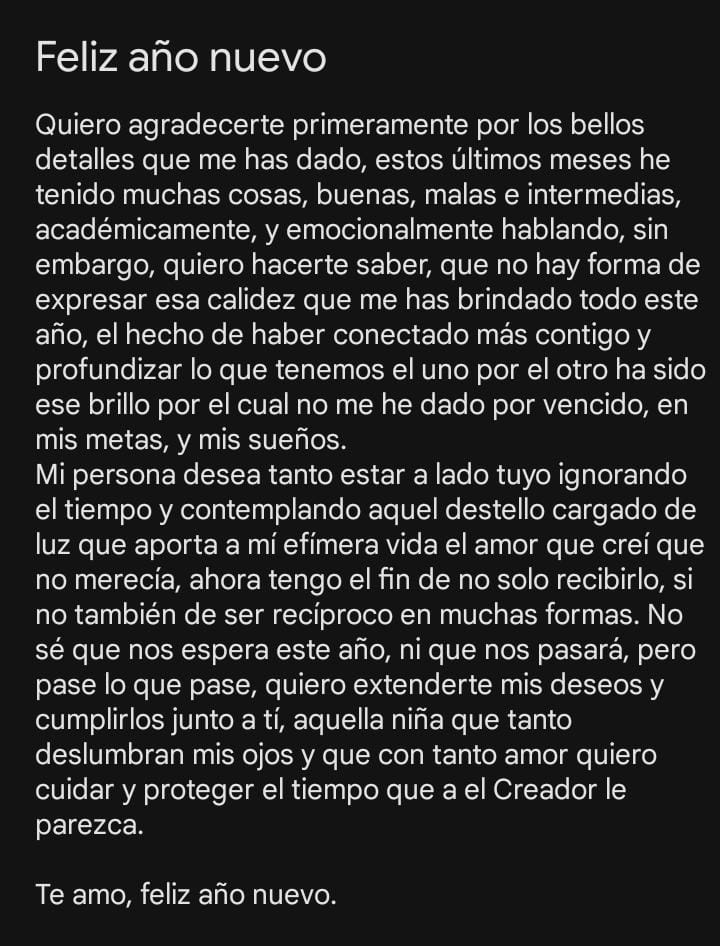 Feliz año nuevo
Quiero agradecerte primeramente por los bellos
detalles que me has dado, estos últimos meses he
tenido muchas cosas, buenas, malas e intermedias,
académicamente, y emocionalmente hablando, sin
embargo, quiero hacerte saber, que no hay forma de
expresar esa calidez que me has brindado todo este
año, el hecho de haber conectado más contigo y
profundizar lo que tenemos el uno por el otro ha sido
ese brillo por el cual no me he dado por vencido, en
mis metas, y mis sueños.
Mi persona desea tanto estar a lado tuyo ignorando
el tiempo y contemplando aquel destello cargado de
luz que aporta a mí efímera vida el amor que creí que
no merecía, ahora tengo el fin de no solo recibirlo, si
no también de ser recíproco en muchas formas. No
sé que nos espera este año, ni que nos pasará, pero
pase lo que pase, quiero extenderte mis deseos y
cumplirlos junto a tí, aquella niña que tanto
deslumbran mis ojos y que con tanto amor quiero
cuidar y proteger el tiempo que a el Creador le
parezca.
Te amo, feliz año nuevo.